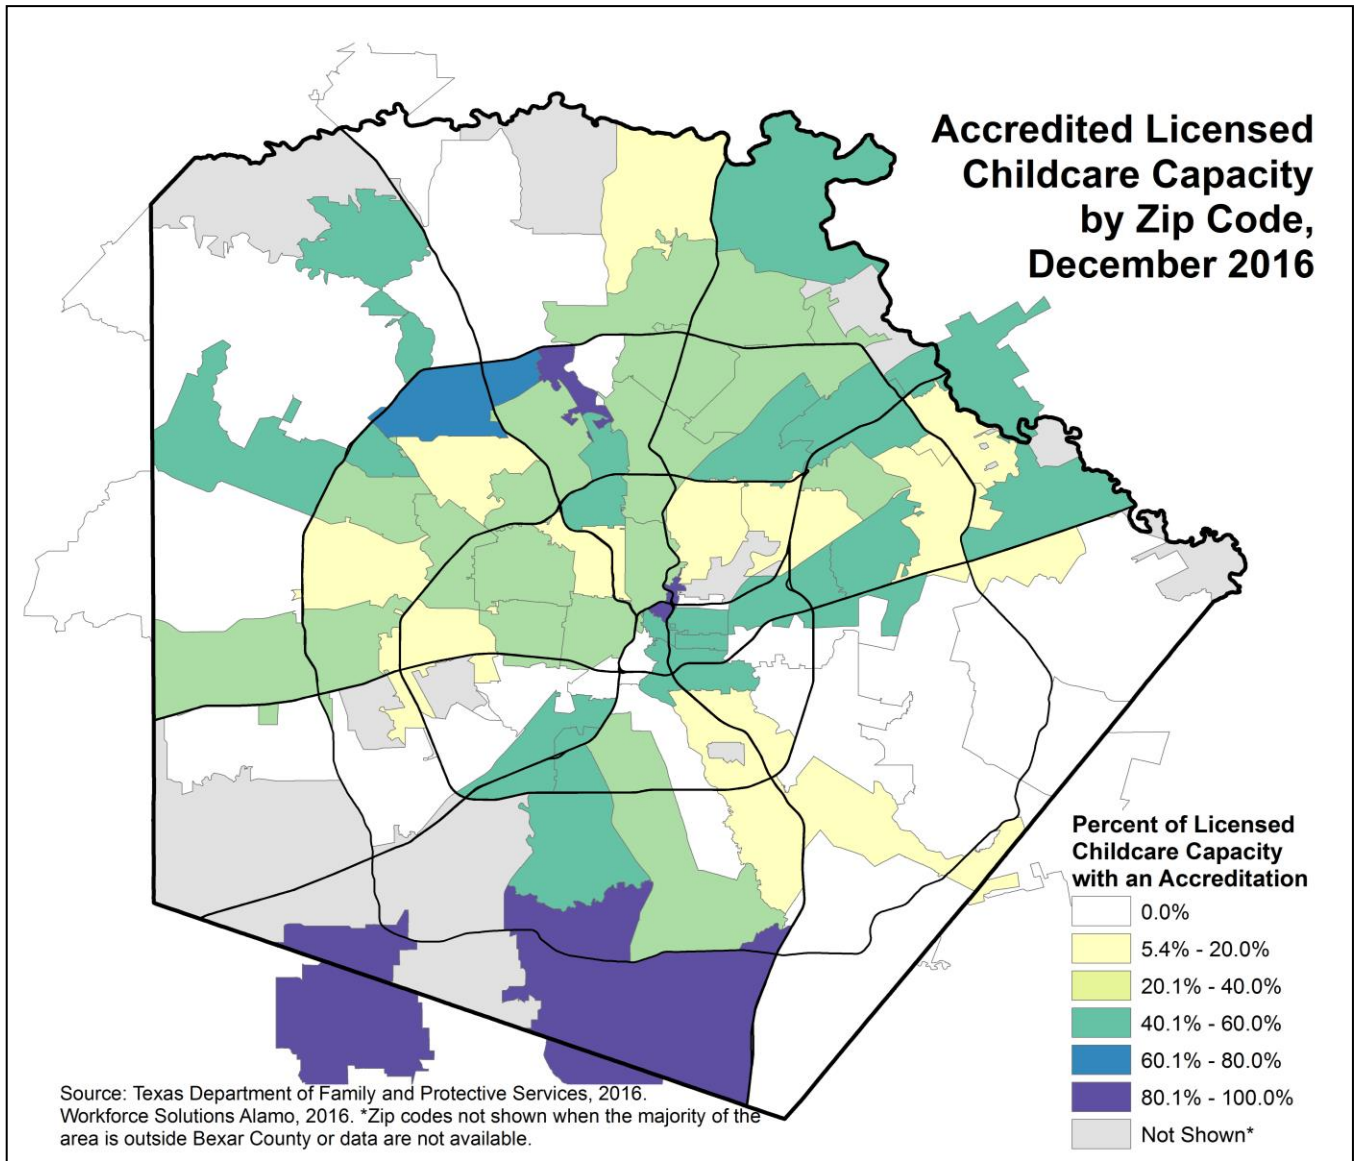 Accredited Licensed
Childcare Capacity
by Zip Code,
December 2016
Percent of Licensed
Childcare Capacity
with an Accreditation
0.0%
5.4% - 20.0%
20.1% - 40.0%
40.1% - 60.0%
60.1% - 80.0%
80.1% - 100.0%
Not Shown*
Source: Texas Department of Family and Protective Services, 2016.
Workforce Solutions Alamo, 2016. *Zip codes not shown when the majority of the
area is outside Bexar County or data are not available.